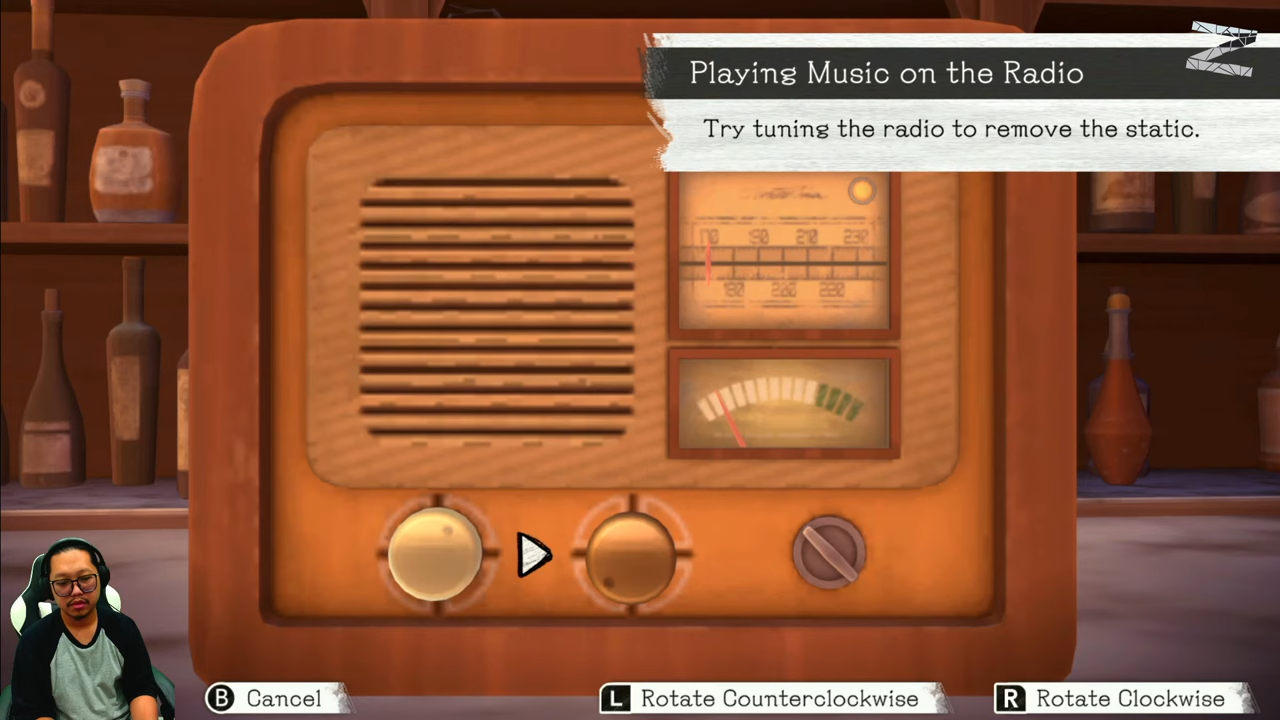 Playing Music on the Radio
Try tuning the radio to remove the static.
170 190 210 230
180 200 220
B Cancel
L Rotate Counterclockwise
R Rotate Clockwise